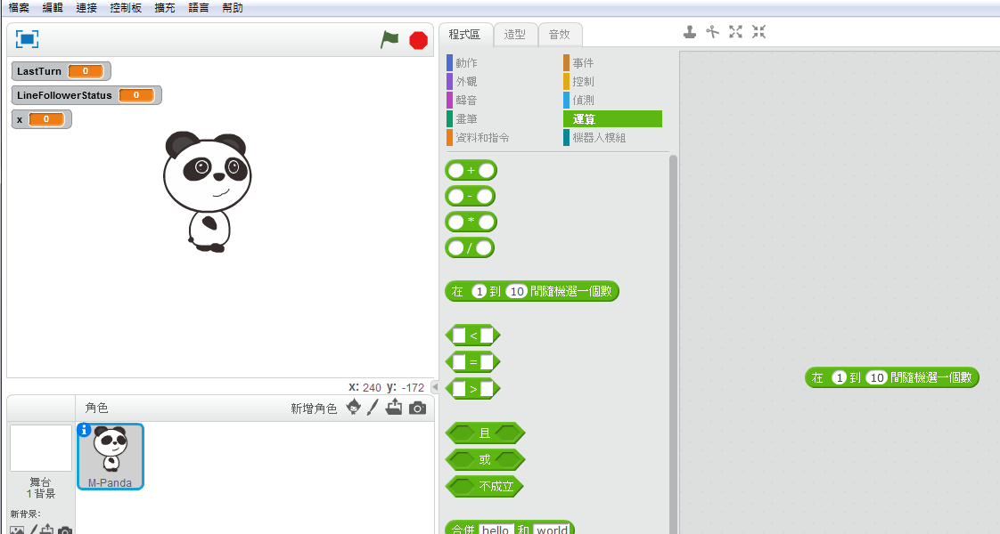 檔案 編輯 連接 控制板 擴充 語言 幫助
LastTurn 0
LineFollowerStatus 0
x 0
x: 240 y: -172
角色 新增角色
M-Panda
舞台
1 背景
新背景:
程式區 造型 音效
動作 事件
外觀 控制
聲音 偵測
畫筆 運算
資料和指令 機器人模組
+
-
*
/
在 1 到 10 間隨機選一個數
<
=
>
且
或
不成立
合併 hello 和 world
在 1 到 10 間隨機選一個數